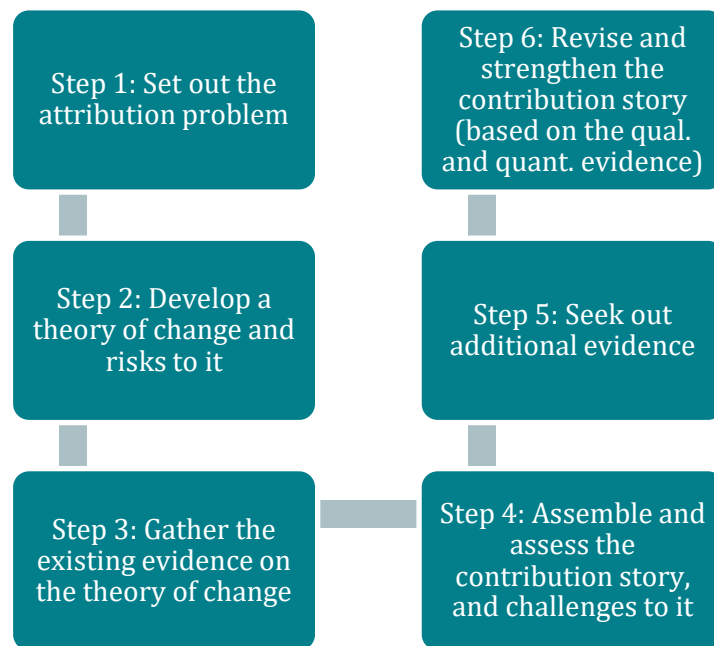 Step 1: Set out the
attribution problem
Step 2: Develop a
theory of change and
risks to it
Step 3: Gather the
existing evidence on
the theory of change
Step 4: Assemble and
assess the
contribution story,
and challenges to it
Step 5: Seek out
additional evidence
Step 6: Revise and
strengthen the
contribution story
(based on the qual.
and quant. evidence)